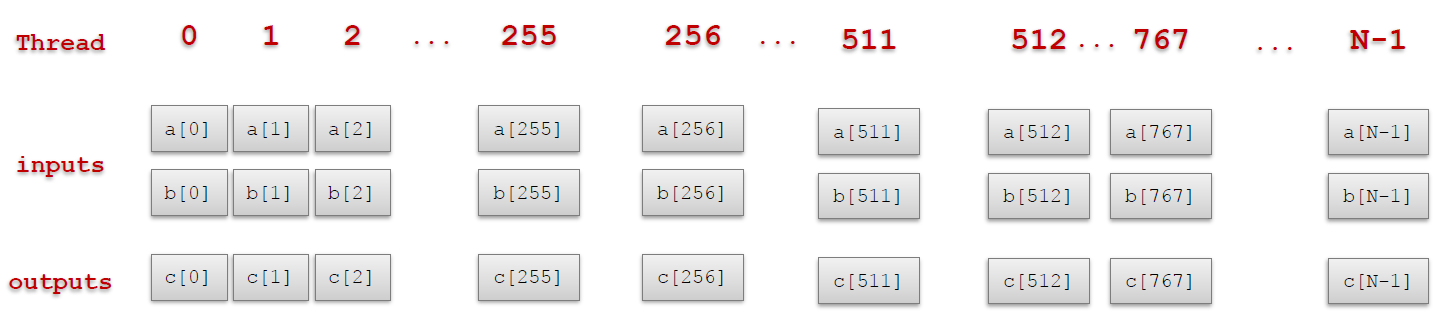 Thread 0 1 2 ... 255 256 ... 511 512 ... 767 ... N-1
a[0] a[1] a[2] a[255] a[256] a[511] a[512] a[767] a[N-1]
inputs
b[0] b[1] b[2] b[255] b[256] b[511] b[512] b[767] b[N-1]
outputs c[0] c[1] c[2] c[255] c[256] c[511] c[512] c[767] c[N-1]